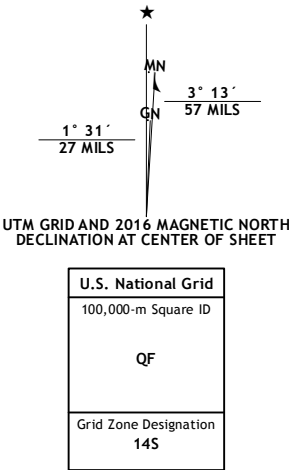 MN
3° 13´
57 MILS
GN
1° 31´
27 MILS
UTM GRID AND 2016 MAGNETIC NORTH
DECLINATION AT CENTER OF SHEET
U.S. National Grid
100,000-m Square ID
QF
Grid Zone Designation
14S